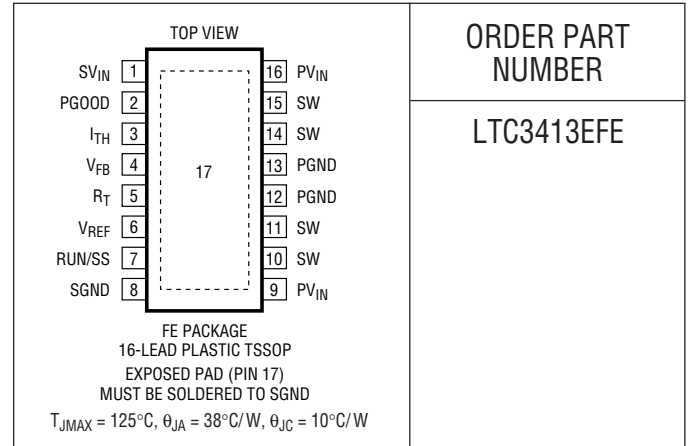 TOP VIEW
SVIN 1
PGOOD 2
ITH 3
VFB 4
RT 5
VREF 6
RUN/SS 7
SGND 8
17
16 PVIN
15 SW
14 SW
13 PGND
12 PGND
11 SW
10 SW
9 PVIN
FE PACKAGE
16-LEAD PLASTIC TSSOP
EXPOSED PAD (PIN 17)
MUST BE SOLDERED TO SGND
TJMAX = 125°C, θJA = 38°C/W, θJC = 10°C/W
ORDER PART
NUMBER
LTC3413EFE